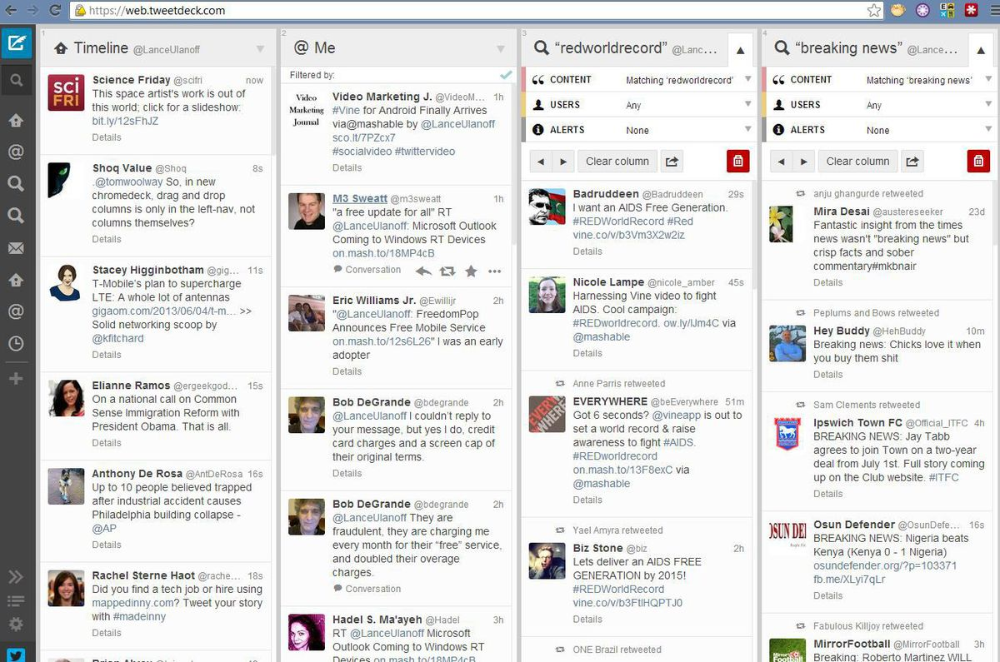 https://web.tweetdeck.com
1
Timeline @LanceUlanoff
SCI
FRI
Science Friday @scifri now
This space artist's work is out of
this world; click for a slideshow:
bit.ly/12sFhJZ
Details
Shoq Value @Shoq 8s
.@tomwoolway So, in new
chromedeck, drag and drop
columns is only in the left-nav, not
columns themselves?
Details
Stacey Higginbotham @gig... 11s
T-Mobile's plan to supercharge
LTE: A whole lot of antennas
gigaom.com/2013/06/04/t-m... >>
Solid networking scoop by
@kfitchard
Details
Elianne Ramos @ergeekgod... 15s
On a national call on Common
Sense Immigration Reform with
President Obama. That is all.
Details
Anthony De Rosa @AntDeRosa 16s
Up to 10 people believed trapped
after industrial accident causes
Philadelphia building collapse -
@AP
Details
Rachel Sterne Haot @rache... 18s
Did you find a tech job or hire using
mappedinny.com? Tweet your story
with #madeinny
Details
2
@ Me
Filtered by:
Video
Marketing
Journal
Video Marketing J. @VideoM... 1h
#Vine for Android Finally Arrives
via@mashable by @LanceUlanoff
sco.lt/7PZcx7
#socialvideo #twittervideo
Details
M3 Sweatt @m3sweatt 1h
"a free update for all" RT
@LanceUlanoff: Microsoft Outlook
Coming to Windows RT Devices
on.mash.to/18MP4cB
Conversation
Eric Williams Jr. @Ewillijr 2h
"@LanceUlanoff: FreedomPop
Announces Free Mobile Service
on.mash.to/12s6L26" I was an early
adopter
Details
Bob DeGrande @bdegrande 2h
@LanceUlanoff I couldn't reply to
your message, but yes I do, credit
card charges and a screen cap of
their original terms.
Details
Bob DeGrande @bdegrande 2h
@LanceUlanoff They are
fraudulent, they are charging me
every month for their “free” service,
and doubled their overage
charges.
Conversation
Hadel S. Ma'ayeh @Hadel 3h
RT @LanceUlanoff Microsoft
Outlook Coming to Windows RT
Devices on.mash.to/18MP4cB
3
“redworldrecord” @Lanc...
CONTENT Matching ‘redworldrecord’
USERS Any
ALERTS None
Clear column
Badruddeen @Badruddeen 29s
I want an AIDS Free Generation.
#REDWorldRecord #Red
vine.co/v/b3Vm3X2w2iz
Details
Nicole Lampe @nicole_amber 45s
Harnessing Vine video to fight
AIDS. Cool campaign:
#REDworldrecord. ow.ly/lJm4C via
@mashable
Details
Anne Parris retweeted
EVERY
WHERE
EVERYWHERE @beEverywhere 51m
Got 6 seconds? @vineapp is out to
set a world record & raise
awareness to fight #AIDS.
#REDworldrecord
on.mash.to/13F8exC via
@mashable
Details
Yael Amyra retweeted
Biz Stone @biz 2h
Lets deliver an AIDS FREE
GENERATION by 2015!
#REDWorldRecord
vine.co/v/b3FtlHQPTJ0
Details
ONE Brazil retweeted
4
“breaking news” @Lance...
CONTENT Matching ‘breaking news’
USERS Any
ALERTS None
Clear column
anju ghangurde retweeted
Mira Desai @austereseeker 23d
Fantastic insight from the times
news wasn't "breaking news" but
crisp facts and sober
commentary#mkbnair
Details
Peplums and Bows retweeted
Hey Buddy @HehBuddy 10m
Breaking news: Chicks love it when
you buy them shit
Details
Sam Clements retweeted
Ipswich Town FC @Official_ITFC 4h
BREAKING NEWS: Jay Tabb
agrees to join Town on a two-year
deal from July 1st. Full story coming
up on the Club website. #ITFC
Details
OSUN DE
Osun Defender @OsunDefe... 16s
BREAKING NEWS: Nigeria beats
Kenya (Kenya 0 - 1 Nigeria)
osundefender.org/?p=103371
fb.me/XLyi7qLr
Details
Fabulous Killjoy retweeted
Mirror
Football
MirrorFootball @MirrorFootball 3h
Breaking: Roberto Martinez WILL